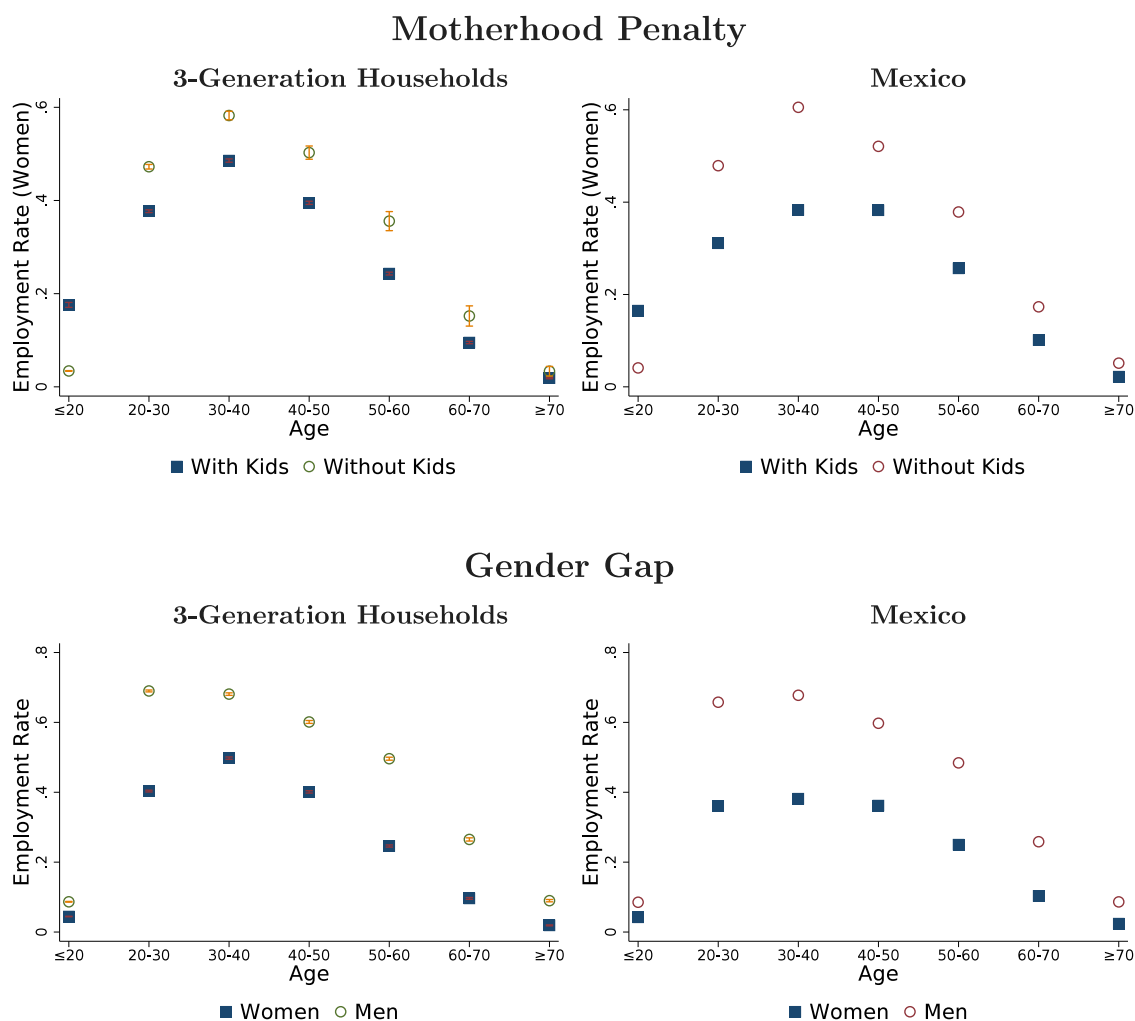 Motherhood Penalty
3-Generation Households
Employment Rate (Women)
.6
.4
.2
0
≤20 20-30 30-40 40-50 50-60 60-70 ≥70
Age
With Kids Without Kids
Mexico
Employment Rate (Women)
.6
.4
.2
0
≤20 20-30 30-40 40-50 50-60 60-70 ≥70
Age
With Kids Without Kids
Gender Gap
3-Generation Households
Employment Rate
.8
.6
.4
.2
0
≤20 20-30 30-40 40-50 50-60 60-70 ≥70
Age
Women Men
Mexico
Employment Rate
.8
.6
.4
.2
0
≤20 20-30 30-40 40-50 50-60 60-70 ≥70
Age
Women Men